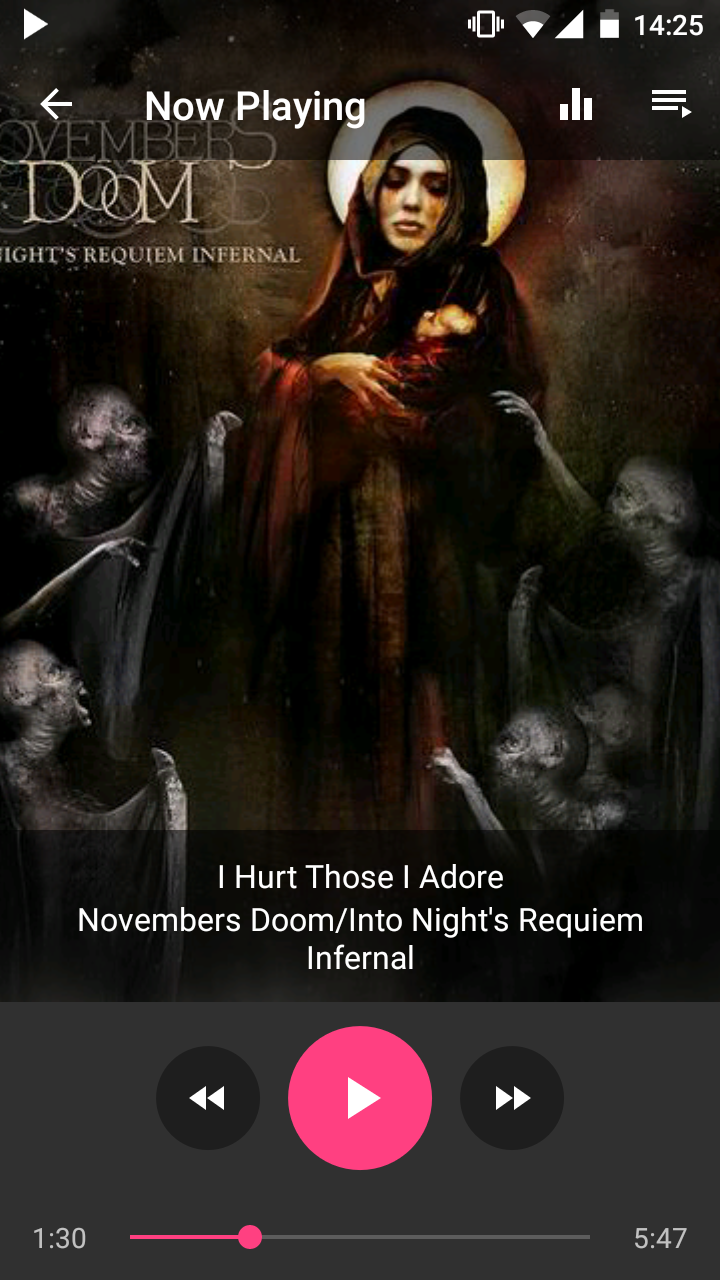 14:25
Now Playing
OVEMBERS
DOOM
NIGHT'S REQUIEM INFERNAL
I Hurt Those I Adore
Novembers Doom/Into Night's Requiem
Infernal
1:30
5:47